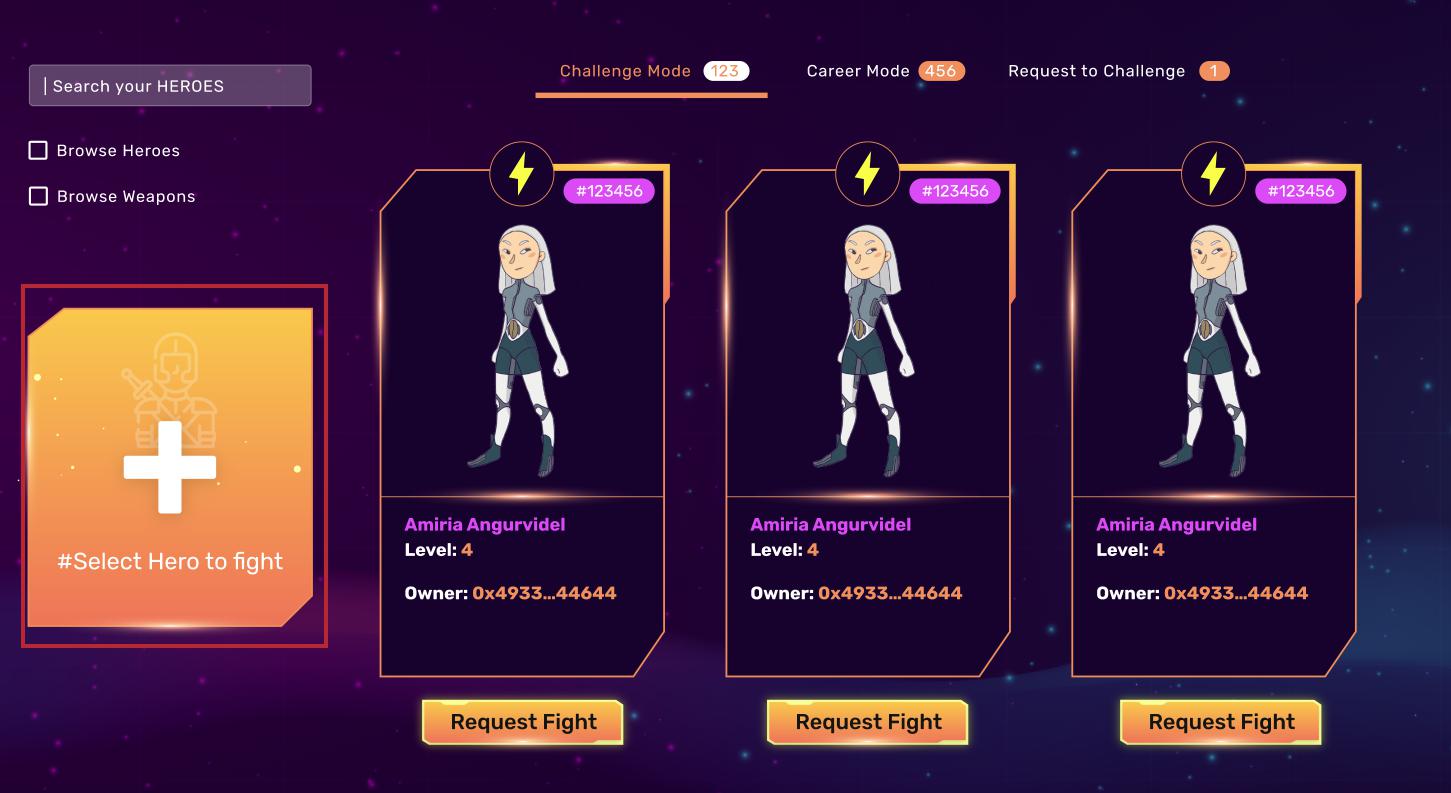 Search your HEROES
Browse Heroes
Browse Weapons
#Select Hero to fight
Challenge Mode 123
Career Mode 456
Request to Challenge 1
#123456
Amiria Angurvidel
Level: 4
Owner: 0x4933...44644
Request Fight
#123456
Amiria Angurvidel
Level: 4
Owner: 0x4933...44644
Request Fight
#123456
Amiria Angurvidel
Level: 4
Owner: 0x4933...44644
Request Fight